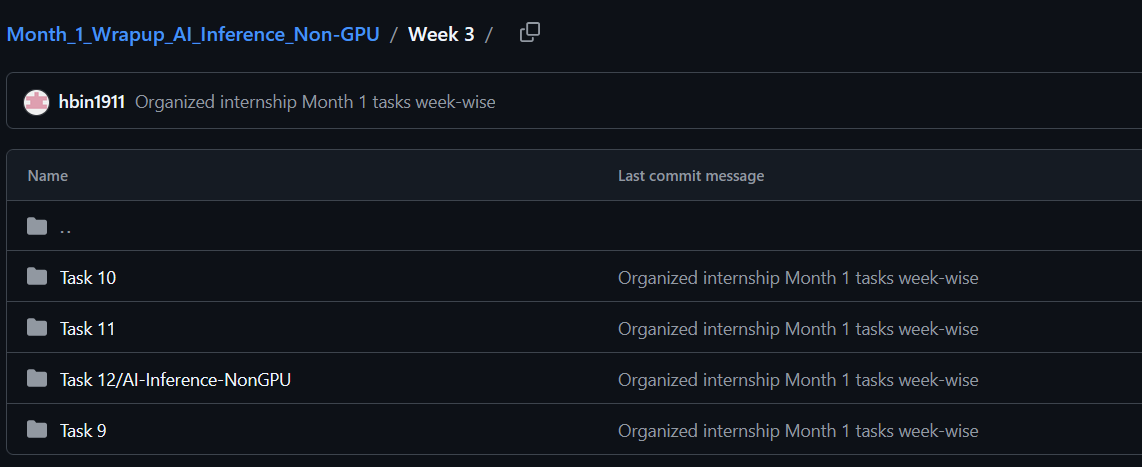 Month_1_Wrapup_AI_Inference_Non-GPU / Week 3 /
hbin1911 Organized internship Month 1 tasks week-wise
Name Last commit message
..
Task 10 Organized internship Month 1 tasks week-wise
Task 11 Organized internship Month 1 tasks week-wise
Task 12/AI-Inference-NonGPU Organized internship Month 1 tasks week-wise
Task 9 Organized internship Month 1 tasks week-wise